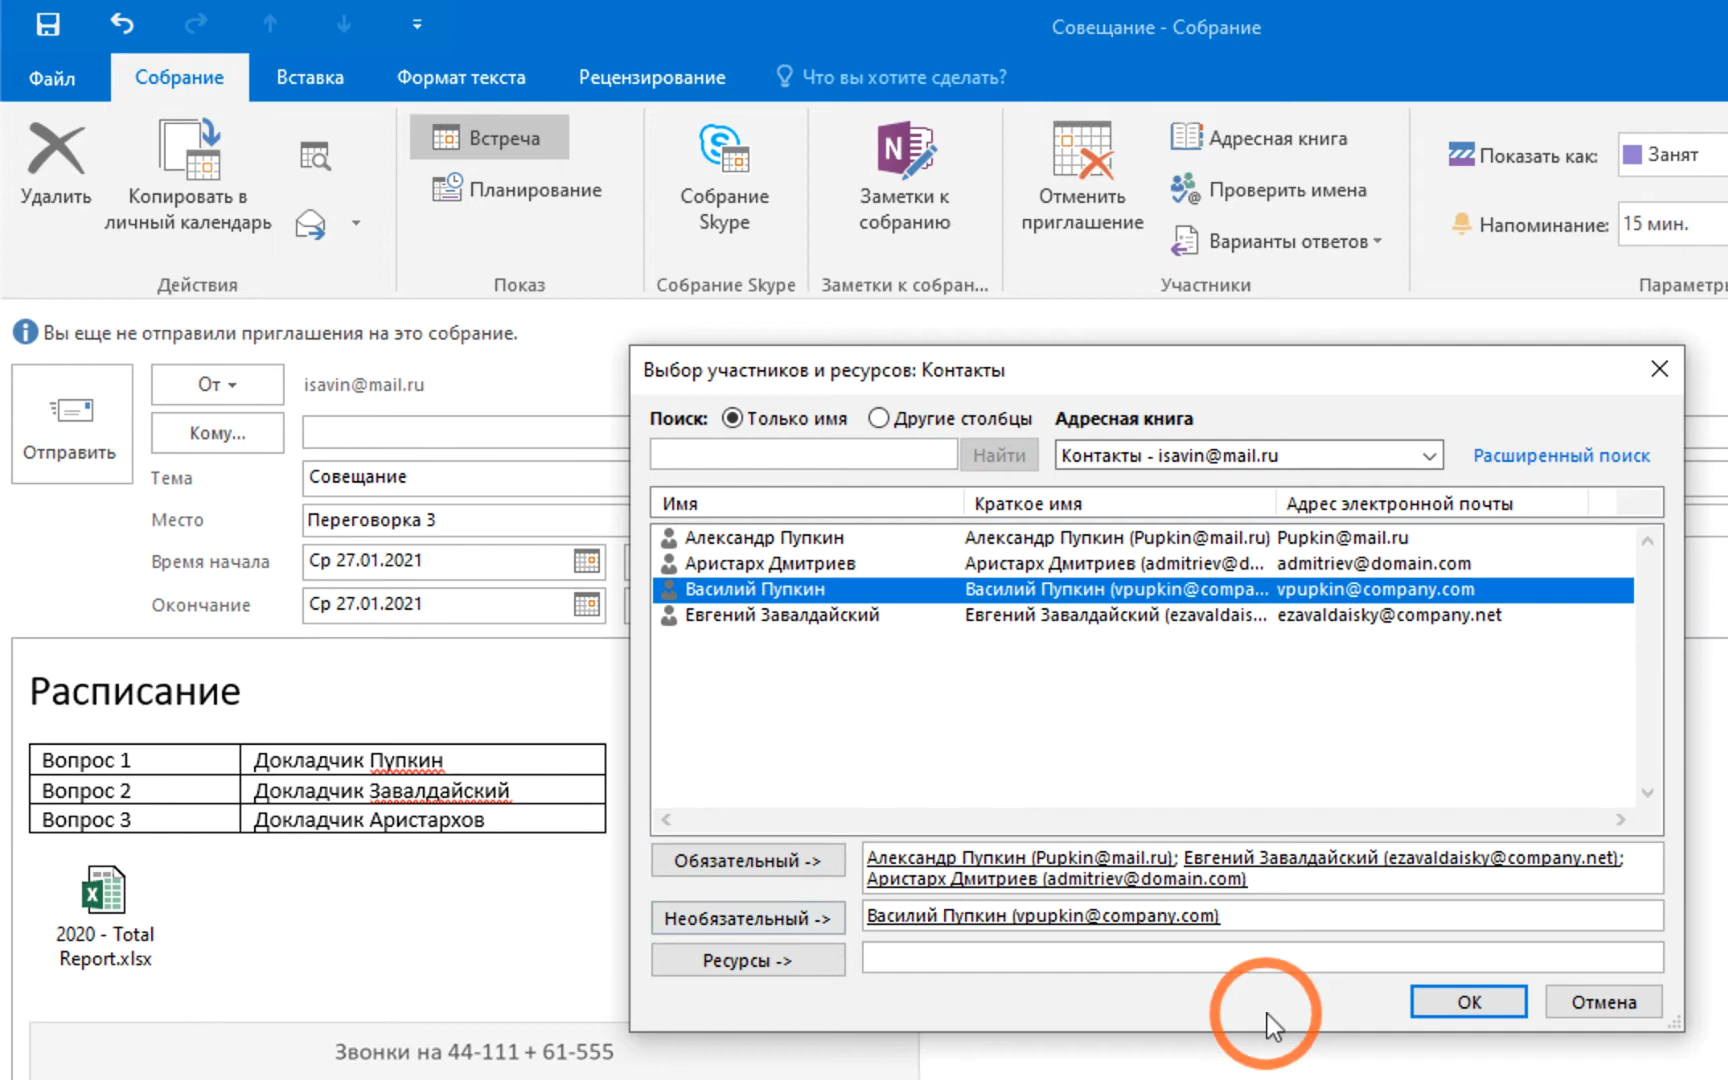 Совещание - Собрание
Файл Собрание Вставка Формат текста Рецензирование Что вы хотите сделать?
Удалить
Копировать в
личный календарь
Действия
Встреча
Планирование
Показ
Собрание
Skype
Собрание Skype
Заметки к
собранию
Заметки к собран...
Отменить
приглашение
Адресная книга
Проверить имена
Варианты ответов
Участники
Показать как: Занят
Напоминание: 15 мин.
Параметры
Вы еще не отправили приглашения на это собрание.
Отправить
От isavin@mail.ru
Кому...
Тема Совещание
Место Переговорка 3
Время начала Ср 27.01.2021
Окончание Ср 27.01.2021
Расписание
Вопрос 1 Докладчик Пупкин
Вопрос 2 Докладчик Завалдайский
Вопрос 3 Докладчик Аристархов
2020 - Total
Report.xlsx
Звонки на 44-111 + 61-555
Выбор участников и ресурсов: Контакты
Поиск: Только имя Другие столбцы Адресная книга
Найти Контакты - isavin@mail.ru Расширенный поиск
Имя Краткое имя Адрес электронной почты
Александр Пупкин Александр Пупкин (Pupkin@mail.ru) Pupkin@mail.ru
Аристарх Дмитриев Аристарх Дмитриев (admitriev@d... admitriev@domain.com
Василий Пупкин Василий Пупкин (vpupkin@compa... vpupkin@company.com
Евгений Завалдайский Евгений Завалдайский (ezavaldais... ezavaldaisky@company.net
Обязательный -> Александр Пупкин (Pupkin@mail.ru); Евгений Завалдайский (ezavaldaisky@company.net);
Аристарх Дмитриев (admitriev@domain.com)
Необязательный -> Василий Пупкин (vpupkin@company.com)
Ресурсы ->
ОК Отмена